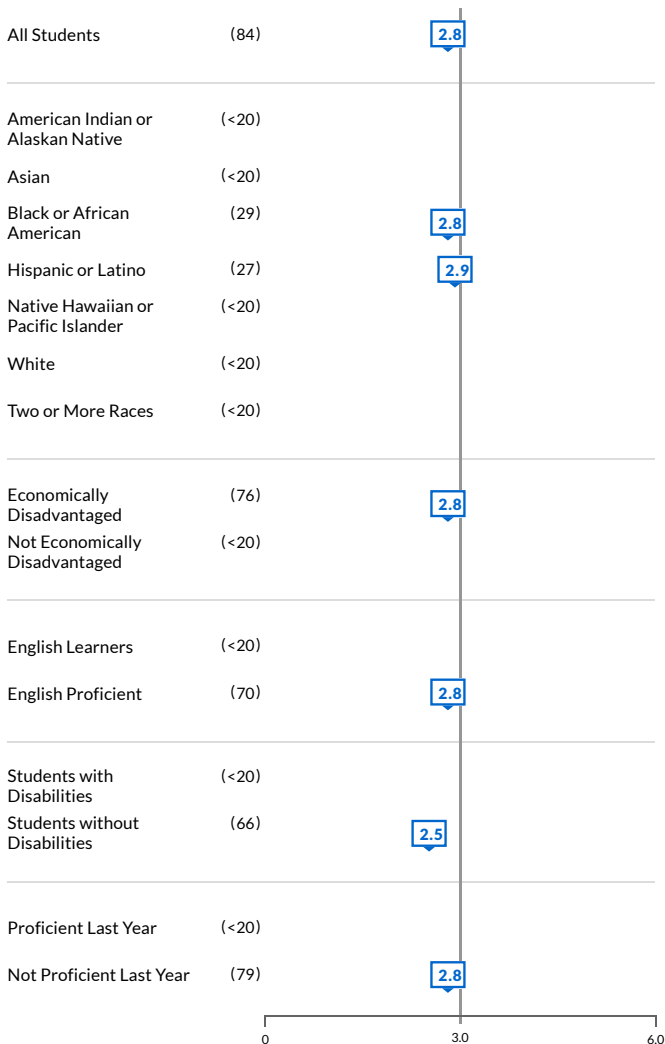 All Students (84) 2.8
American Indian or (<20)
Alaskan Native
Asian (<20)
Black or African (29) 2.8
American
Hispanic or Latino (27) 2.9
Native Hawaiian or (<20)
Pacific Islander
White (<20)
Two or More Races (<20)
Economically (76) 2.8
Disadvantaged
Not Economically (<20)
Disadvantaged
English Learners (<20)
English Proficient (70) 2.8
Students with (<20)
Disabilities
Students without (66) 2.5
Disabilities
Proficient Last Year (<20)
Not Proficient Last Year (79) 2.8
0 3.0 6.0